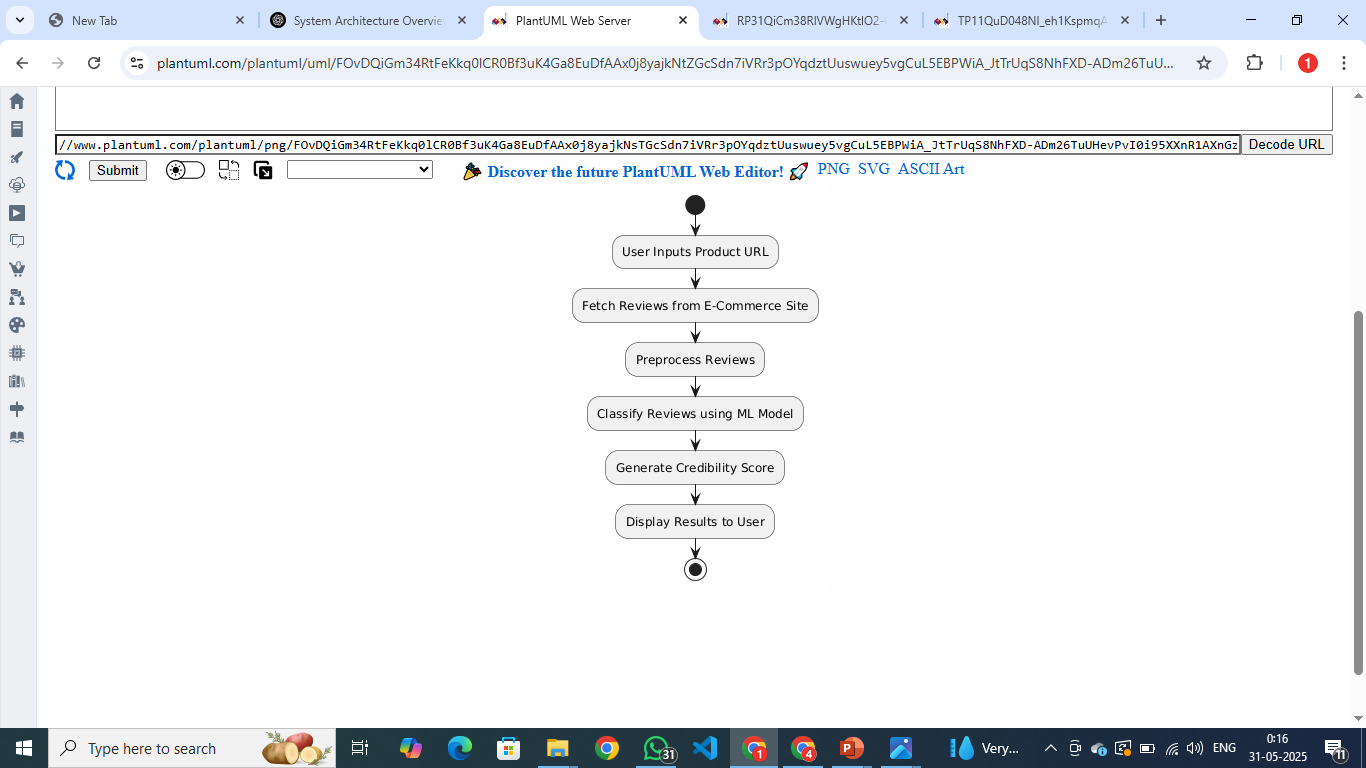 New Tab
System Architecture Overvie
PlantUML Web Server
RP31QiCm38RlVWgHKtIO2-
TP11QuD048Nl_eh1KspmqA
plantuml.com/plantuml/uml/FOvDQiGm34RtFeKkq0lCR0Bf3uK4Ga8EuDfAAx0j8yajkNtZGcSdn7iVRr3pOYqdztUuswuey5vgCuL5EBPWiA_JtTrUqS8NhFXD-ADm26TuU...
1
//www.plantuml.com/plantuml/png/FOvDQiGm34RtFeKkq0lCR0Bf3uK4Ga8EuDfAAx0j8yajkNsTGcSdn7iVRr3pOYqdztUuswuey5vgCuL5EBPWiA_JtTrUqS8NhFXD-ADm26TuUHevPvI0i95XXnR1AXnGz
Decode URL
Submit
Discover the future PlantUML Web Editor!
PNG SVG ASCII Art
User Inputs Product URL
Fetch Reviews from E-Commerce Site
Preprocess Reviews
Classify Reviews using ML Model
Generate Credibility Score
Display Results to User
Type here to search
31
1
4
Very...
ENG
0:16
31-05-2025
11